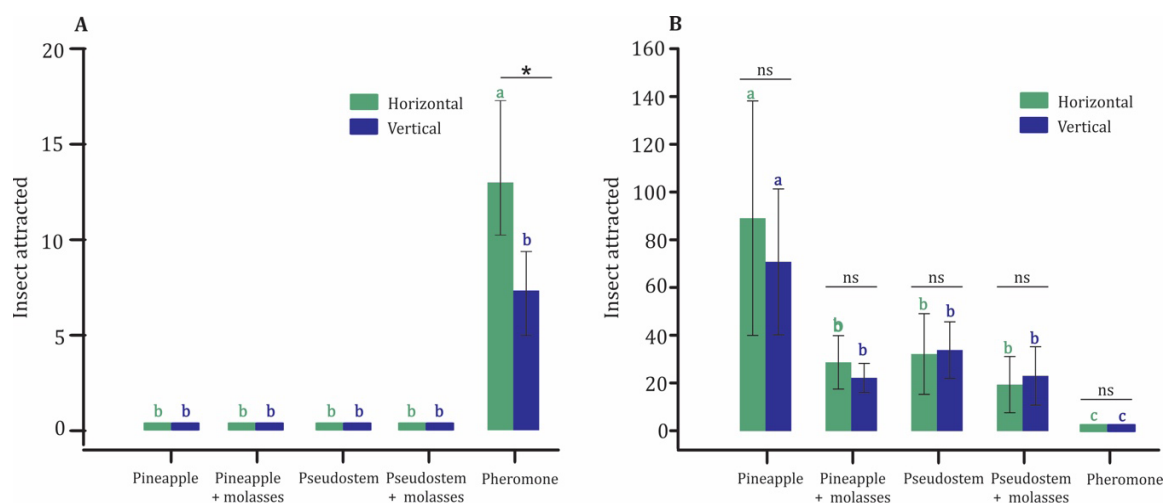 A
Insect attracted
20
15
10
5
0
Horizontal
Vertical
*
a
b
b b
b b
b b
b b
Pineapple
Pineapple
+ molasses
Pseudostem
Pseudostem
+ molasses
Pheromone
B
Insect attracted
160
140
120
100
80
60
40
20
0
Horizontal
Vertical
ns
a
a
ns
b
b
ns
b
b
ns
b
b
ns
c c
Pineapple
Pineapple
+ molasses
Pseudostem
Pseudostem
+ molasses
Pheromone